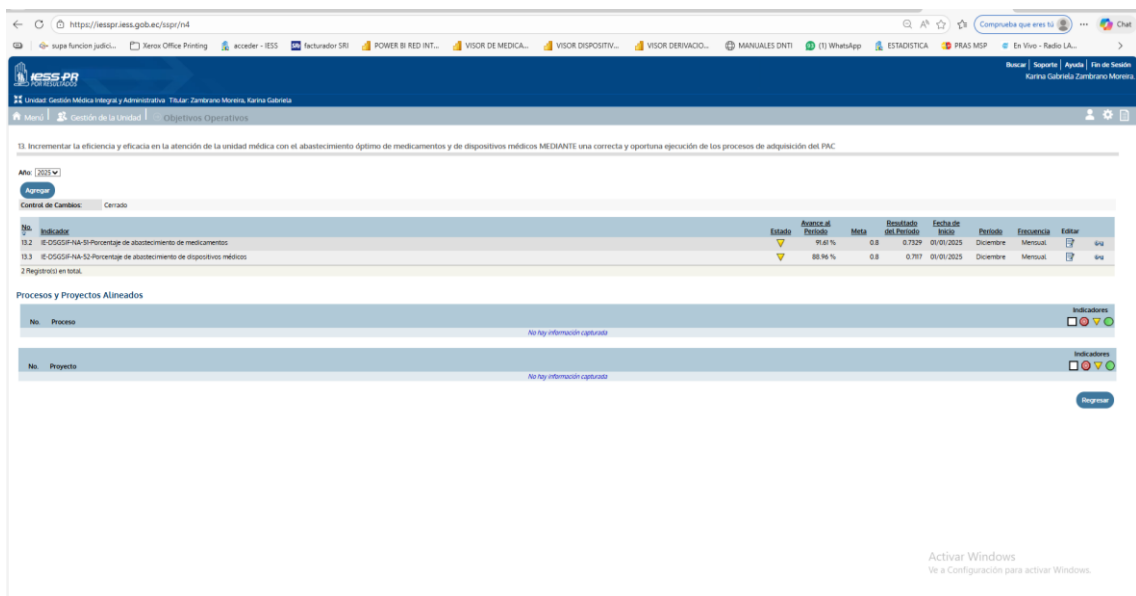 https://iesspr.iess.gob.ec/sspr/n4
Comprueba que eres tú
Chat
supa funcion judici...
Xerox Office Printing
acceder - IESS
facturador SRI
POWER BI RED INT...
VISOR DE MEDICA...
VISOR DISPOSITIV...
VISOR DERIVACIO...
MANUALES DNTI
(1) WhatsApp
ESTADISTICA
PRAS MSP
En Vivo - Radio LA...
Buscar | Soporte | Ayuda | Fin de Sesión
IESS-PR
POR RESULTADOS
Karina Gabriela Zambrano Moreira.
Unidad: Gestión Médica Integral y Administrativa Titular: Zambrano Moreira, Karina Gabriela
Menú | Gestión de la Unidad | Objetivos Operativos
13. Incrementar la eficiencia y eficacia en la atención de la unidad médica con el abastecimiento óptimo de medicamentos y de dispositivos médicos MEDIANTE una correcta y oportuna ejecución de los procesos de adquisición del PAC
Año: 2025
Agregar
Control de Cambios: Cerrado
No. Indicador Estado Avance al Periodo Meta Resultado del Periodo Fecha de Inicio Periodo Frecuencia Editar
13.2 IE-DSGSIF-NA-51-Porcentaje de abastecimiento de medicamentos 91.61 % 0.8 0.7329 01/01/2025 Diciembre Mensual
13.3 IE-DSGSIF-NA-52-Porcentaje de abastecimiento de dispositivos médicos 88.96 % 0.8 0.7117 01/01/2025 Diciembre Mensual
2 Registro(s) en total.
Procesos y Proyectos Alineados
Indicadores
No. Proceso
No hay información capturada
Indicadores
No. Proyecto
No hay información capturada
Regresar
Activar Windows
Ve a Configuración para activar Windows.